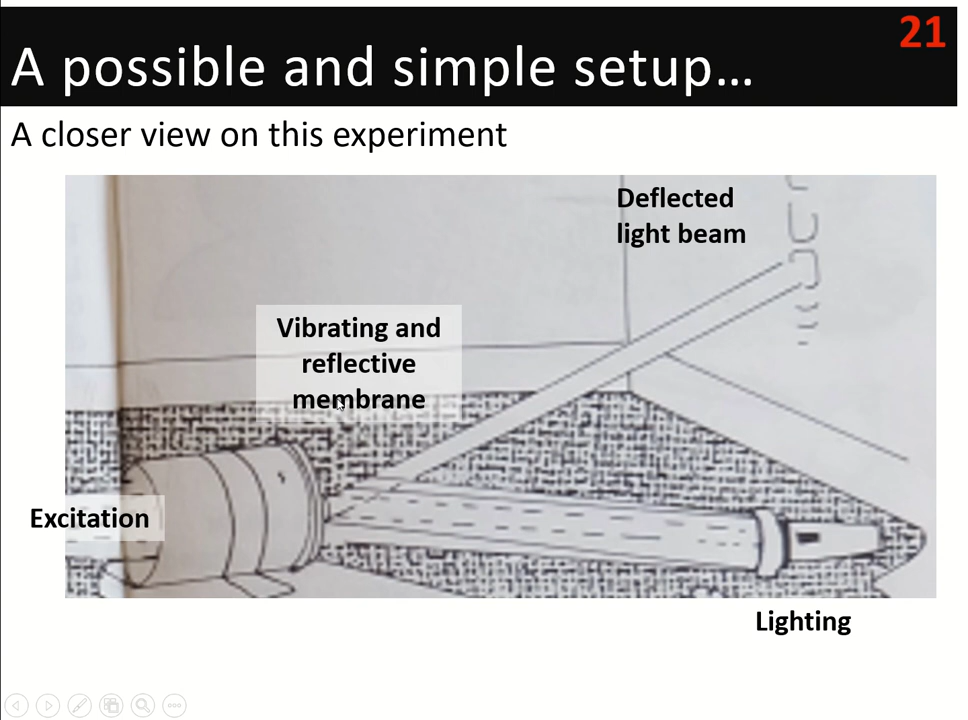 21
A possible and simple setup…
A closer view on this experiment
Deflected
light beam
Vibrating and
reflective
membrane
Excitation
Lighting